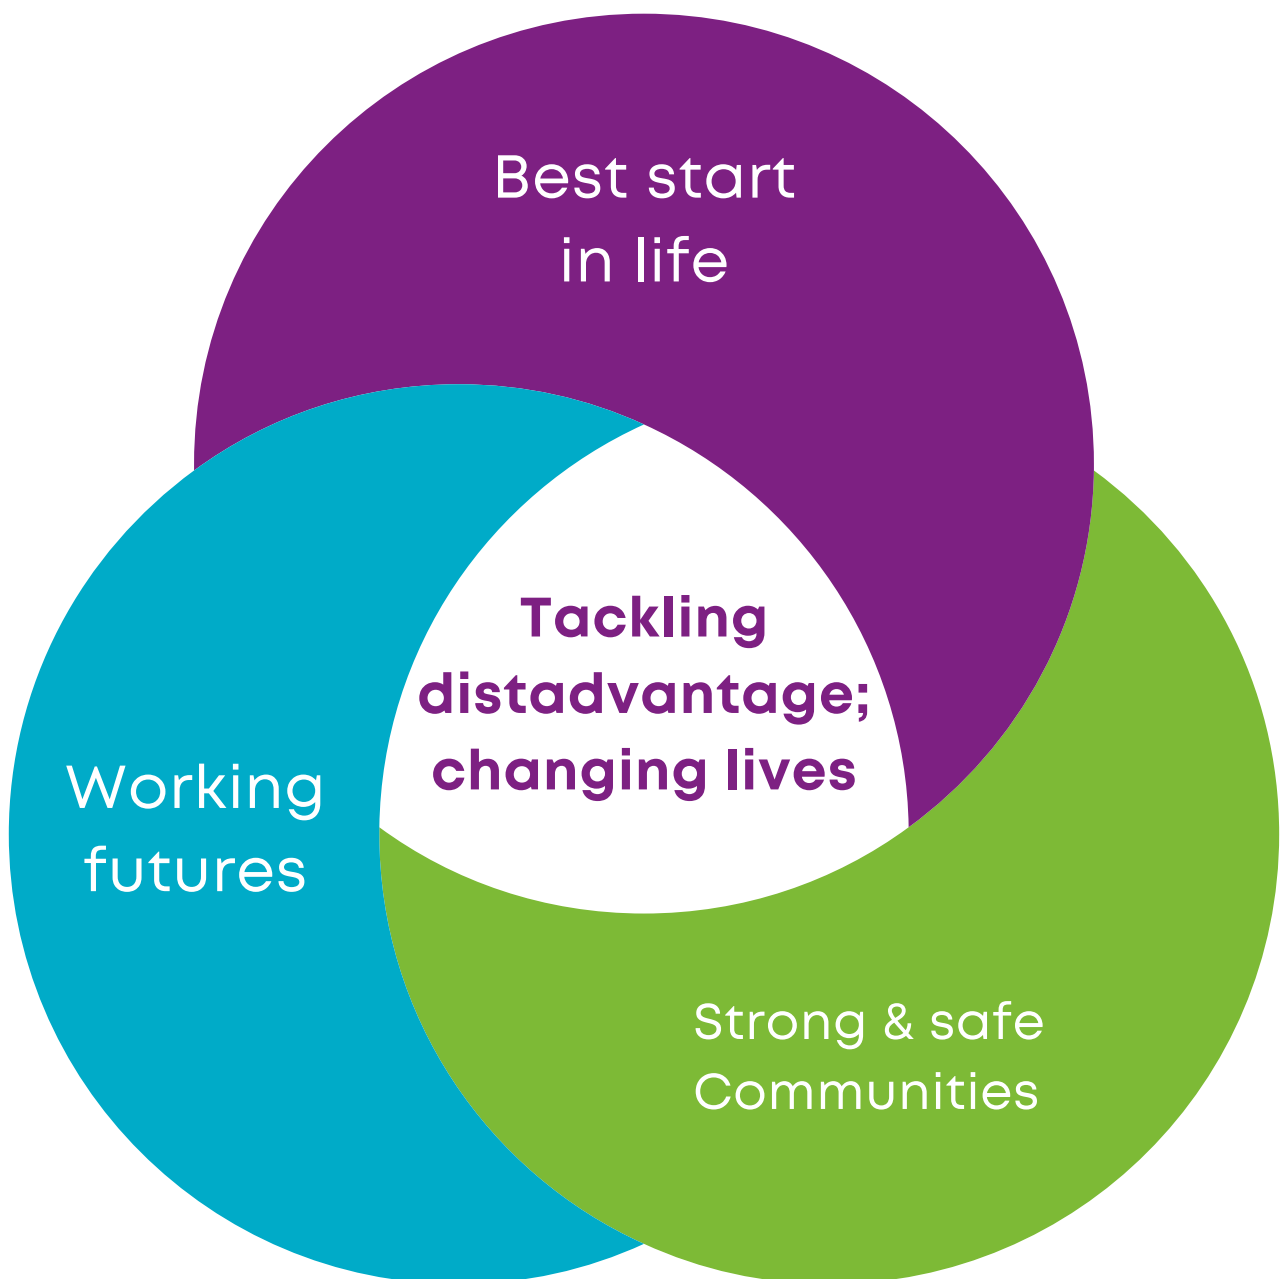 Best start
in life
Tackling
distadvantage;
changing lives
Working
futures
Strong & safe
Communities